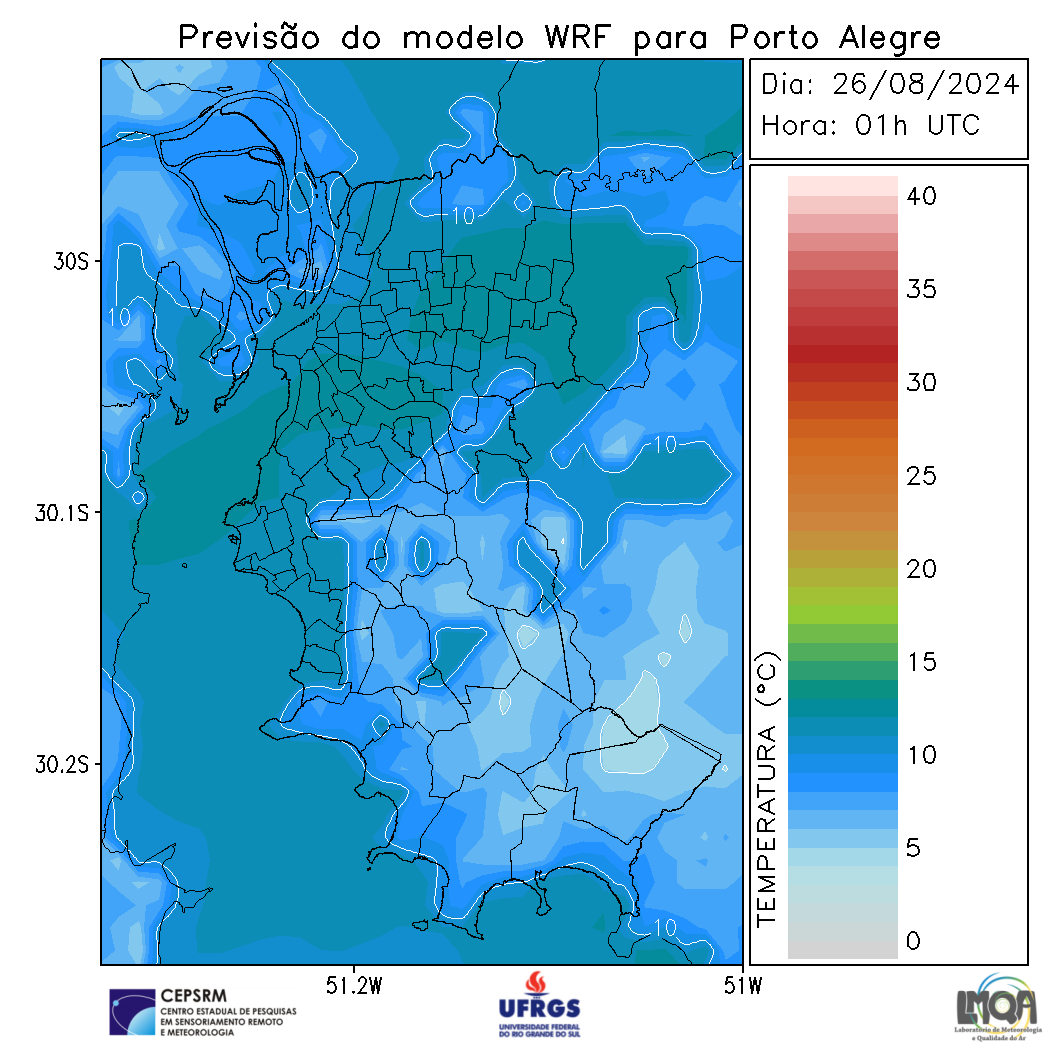 Previsão do modelo WRF para Porto Alegre
Dia: 26/08/2024
Hora: 01h UTC
30S
30.1S
30.2S
51.2W
51W
10
10
10
10
TEMPERATURA (°C)
40
35
30
25
20
15
10
5
0
CEPSRM
CENTRO ESTADUAL DE PESQUISAS
EM SENSORIAMENTO REMOTO
E METEOROLOGIA
UFRGS
UNIVERSIDADE FEDERAL
DO RIO GRANDE DO SUL
LMQA
Laboratório de Meteorologia
e Qualidade do Ar